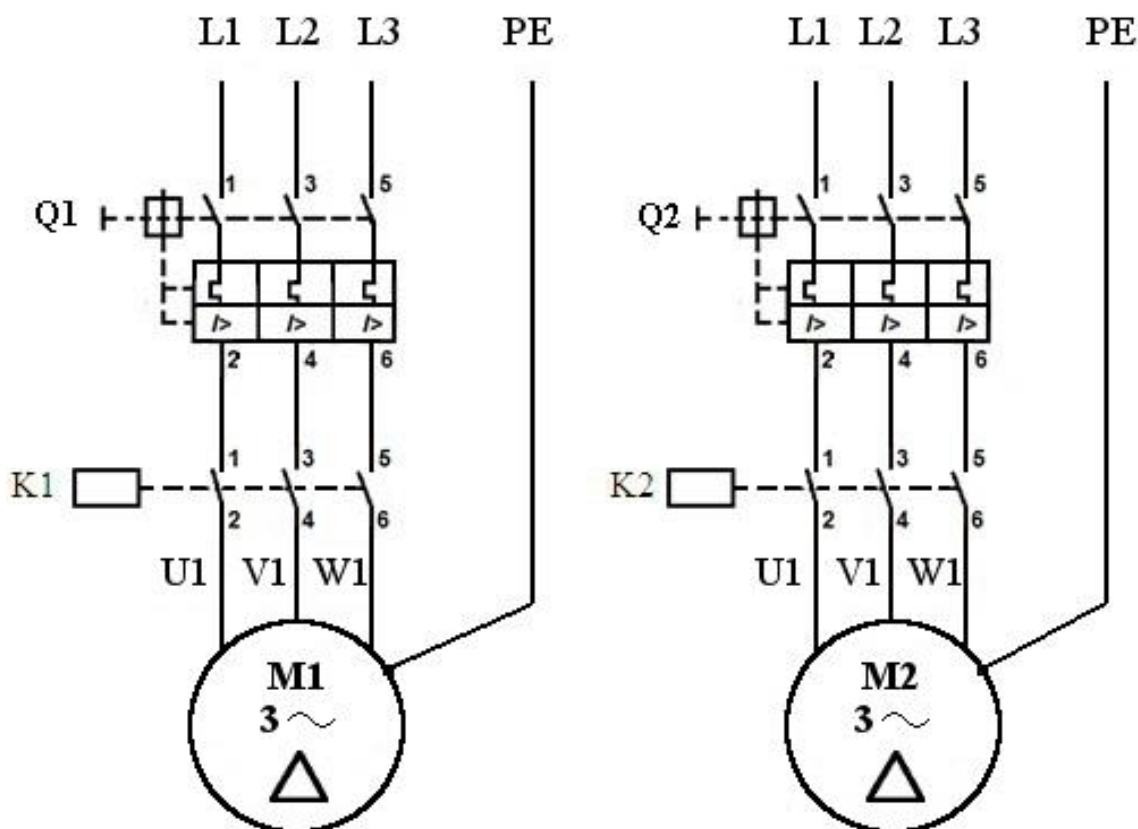 L1 L2 L3 PE L1 L2 L3 PE
1 3 5 1 3 5
Q1 Q2
/> /> /> /> /> />
2 4 6 2 4 6
1 3 5 1 3 5
K1 K2
2 4 6 2 4 6
U1 V1 W1 U1 V1 W1
M1 M2
3 ~ 3 ~